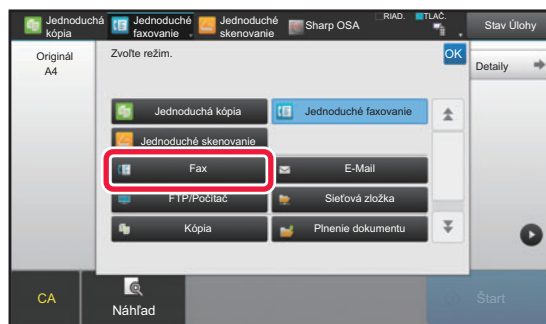 Jednoduchá
kópia
Jednoduché
faxovanie
Jednoduché
skenovanie
Sharp OSA
RIAD.
TLAČ.
Stav Úlohy
Originál
A4
Zvoľte režim.
OK
Detaily
Jednoduchá kópia
Jednoduché faxovanie
Jednoduché skenovanie
Fax
E-Mail
FTP/Počítač
Sieťová zložka
Kópia
Plnenie dokumentu
CA
Náhľad
Štart